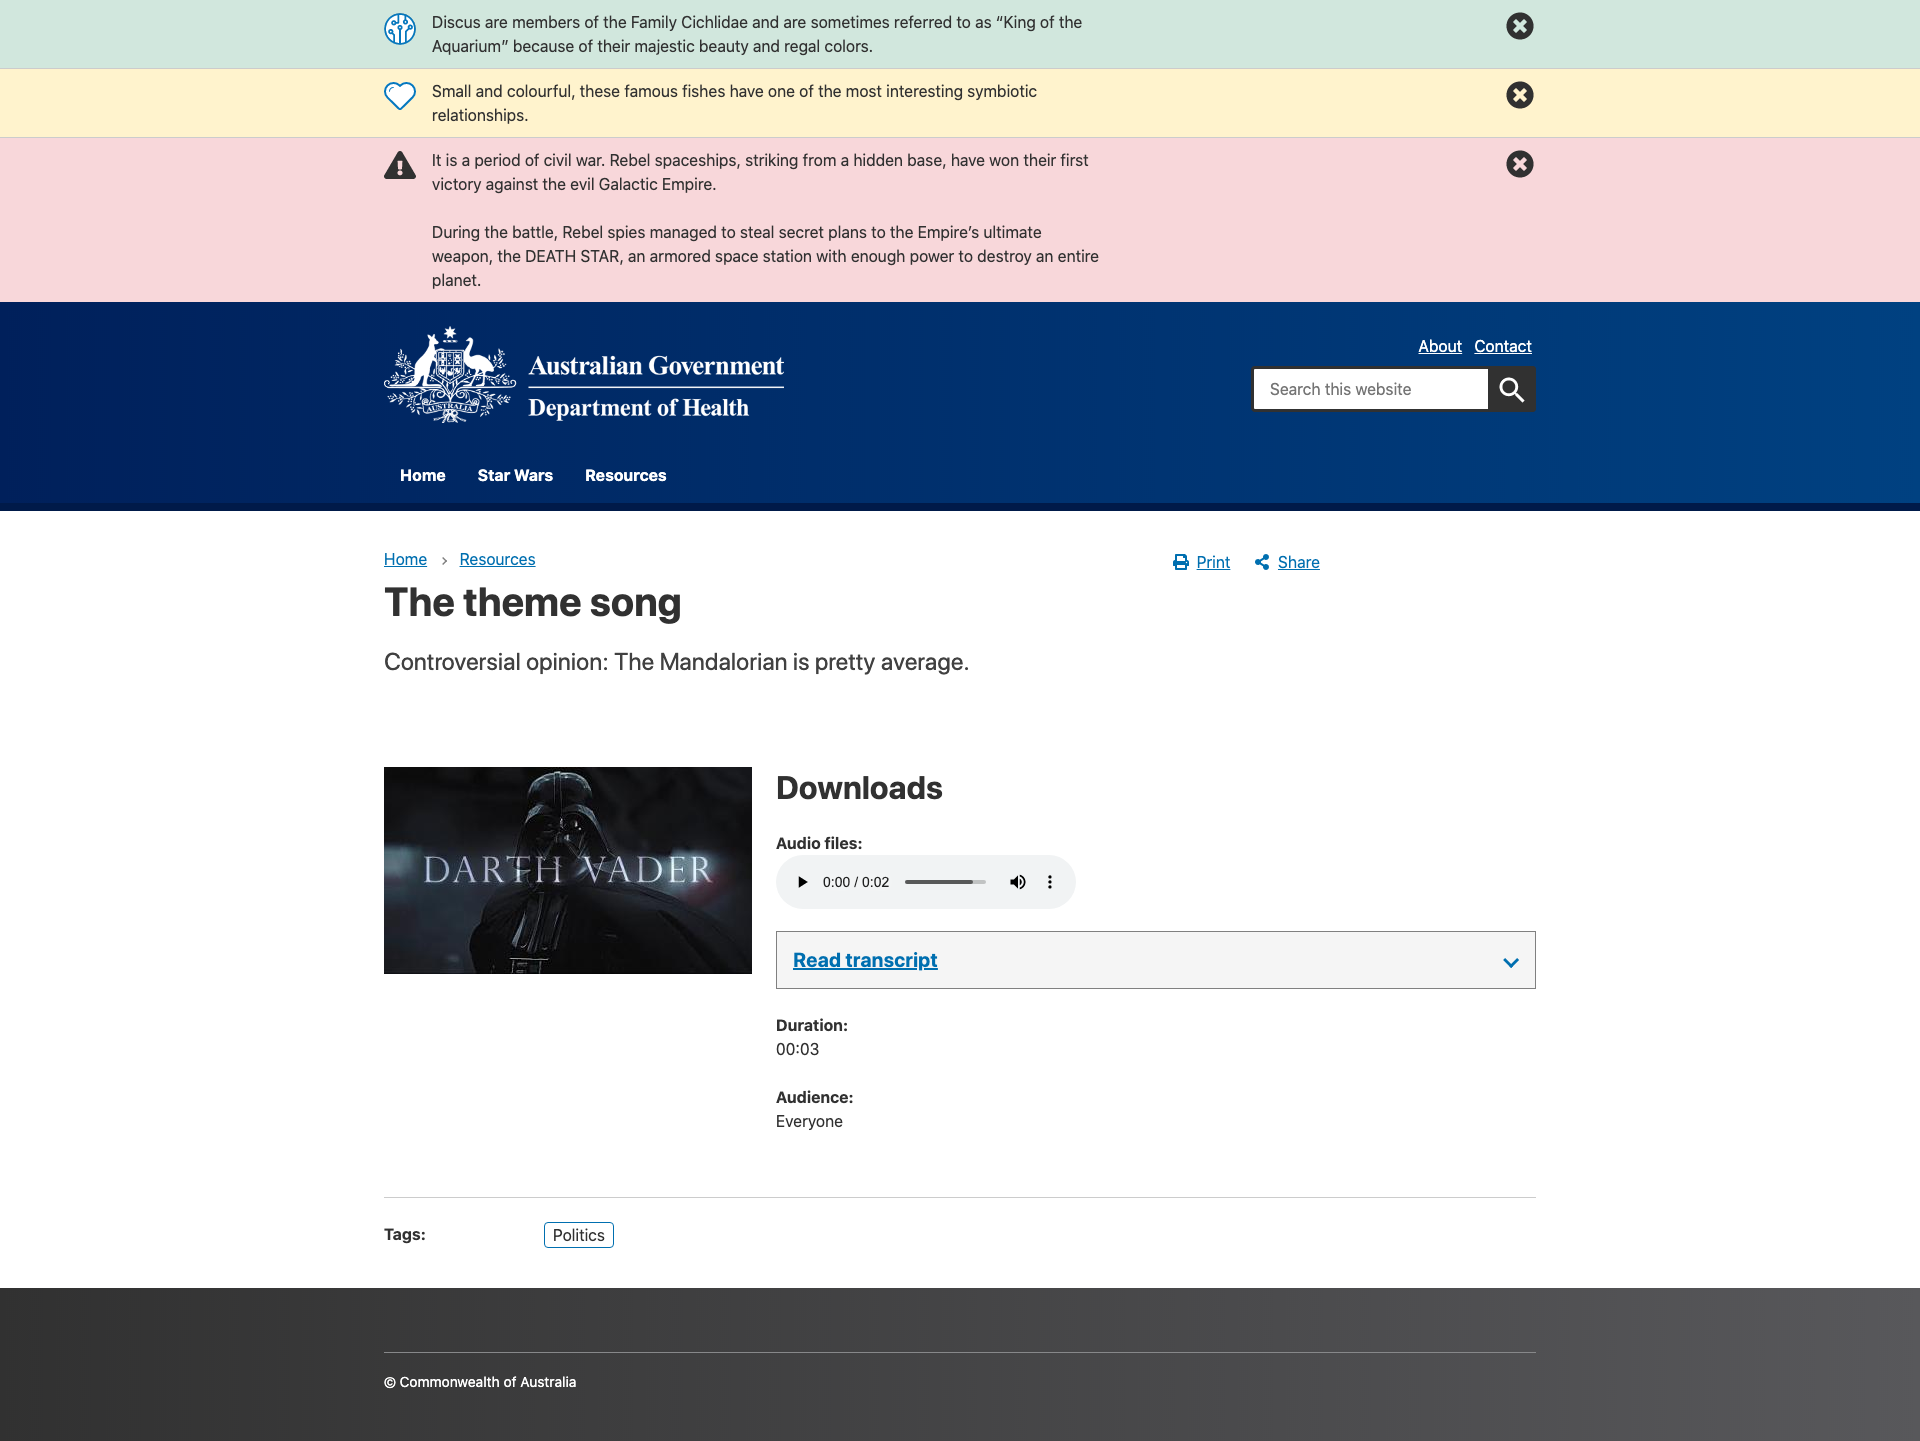 Discus are members of the Family Cichlidae and are sometimes referred to as “King of the
Aquarium” because of their majestic beauty and regal colors.
Small and colourful, these famous fishes have one of the most interesting symbiotic
relationships.
It is a period of civil war. Rebel spaceships, striking from a hidden base, have won their first
victory against the evil Galactic Empire.
During the battle, Rebel spies managed to steal secret plans to the Empire’s ultimate
weapon, the DEATH STAR, an armored space station with enough power to destroy an entire
planet.
AUSTRALIA
Australian Government
Department of Health
About Contact
Search this website
Home Star Wars Resources
Home › Resources
Print Share
The theme song
Controversial opinion: The Mandalorian is pretty average.
DARTH VADER
Downloads
Audio files:
0:00 / 0:02
Read transcript
Duration:
00:03
Audience:
Everyone
Tags: Politics
© Commonwealth of Australia